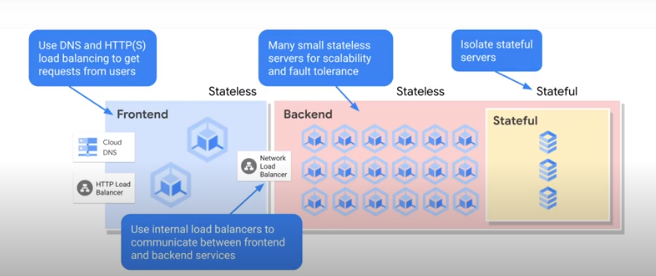 Use DNS and HTTP(S)
load balancing to get
requests from users
Many small stateless
servers for scalability
and fault tolerance
Isolate stateful
servers
Stateless
Stateless
Stateful
Frontend
Backend
Stateful
Cloud
DNS
HTTP Load
Balancer
Network
Load
Balancer
Use internal load balancers to
communicate between frontend
and backend services